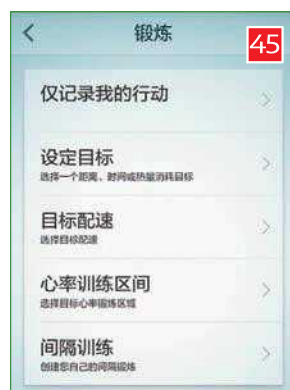 锻炼
45
仅记录我的行动
设定目标
选择一个距离、时间或热量消耗目标
目标配速
选择目标配速
心率训练区间
选择目标心率锻炼区域
间隔训练
创建您自己的间隔锻炼